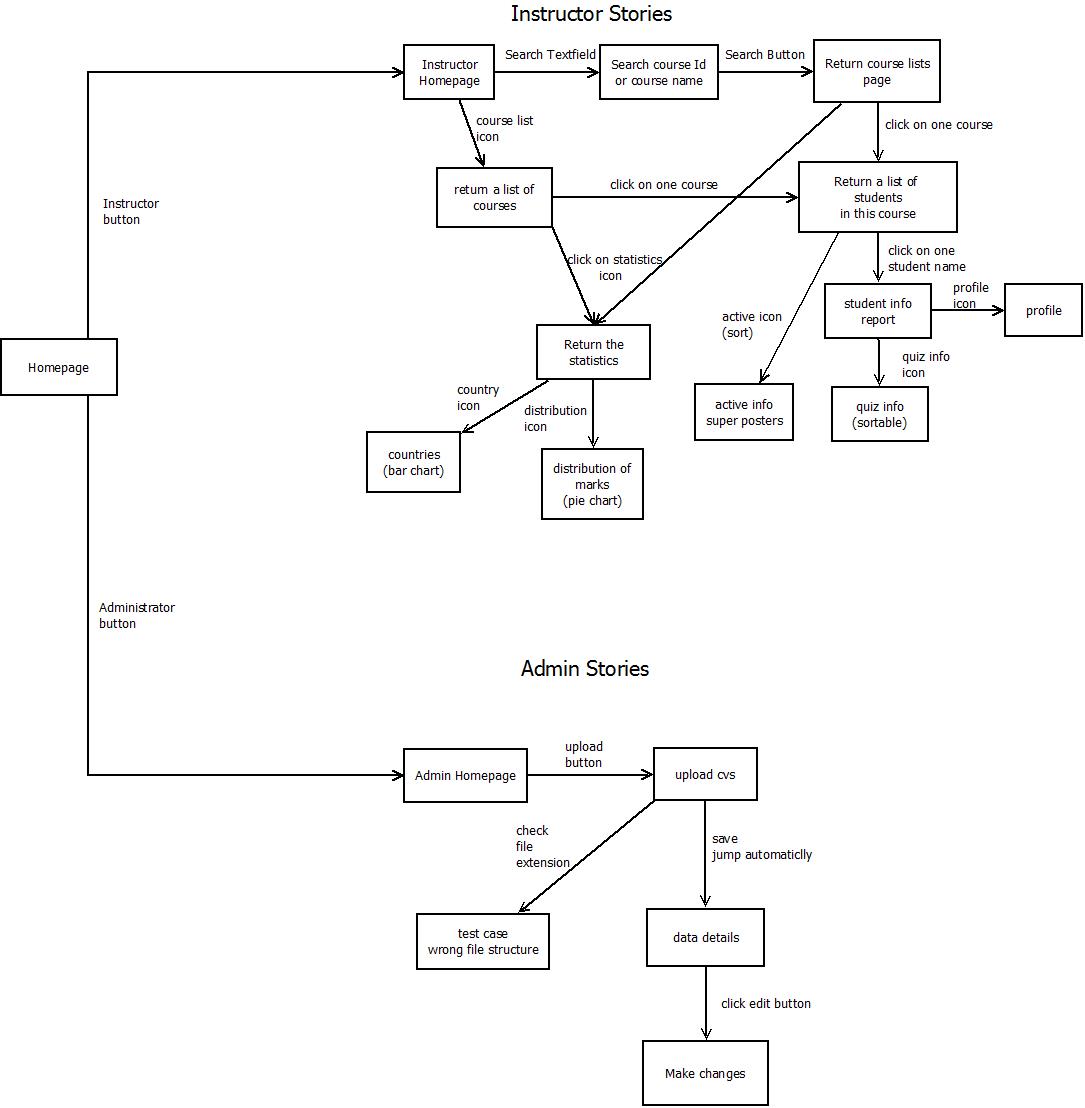 Instructor Stories
Instructor
Homepage
Search Textfield
Search course Id
or course name
Search Button
Return course lists
page
course list
icon
click on one course
return a list of
courses
click on one course
Return a list of
students
in this course
Instructor
button
click on statistics
icon
click on one
student name
active icon
(sort)
student info
report
profile
icon
profile
Homepage
Return the
statistics
quiz info
icon
country
icon
distribution
icon
active info
super posters
quiz info
(sortable)
countries
(bar chart)
distribution of
marks
(pie chart)
Administrator
button
Admin Stories
Admin Homepage
upload
button
upload cvs
check
file
extension
save
jump automaticlly
test case
wrong file structure
data details
click edit button
Make changes